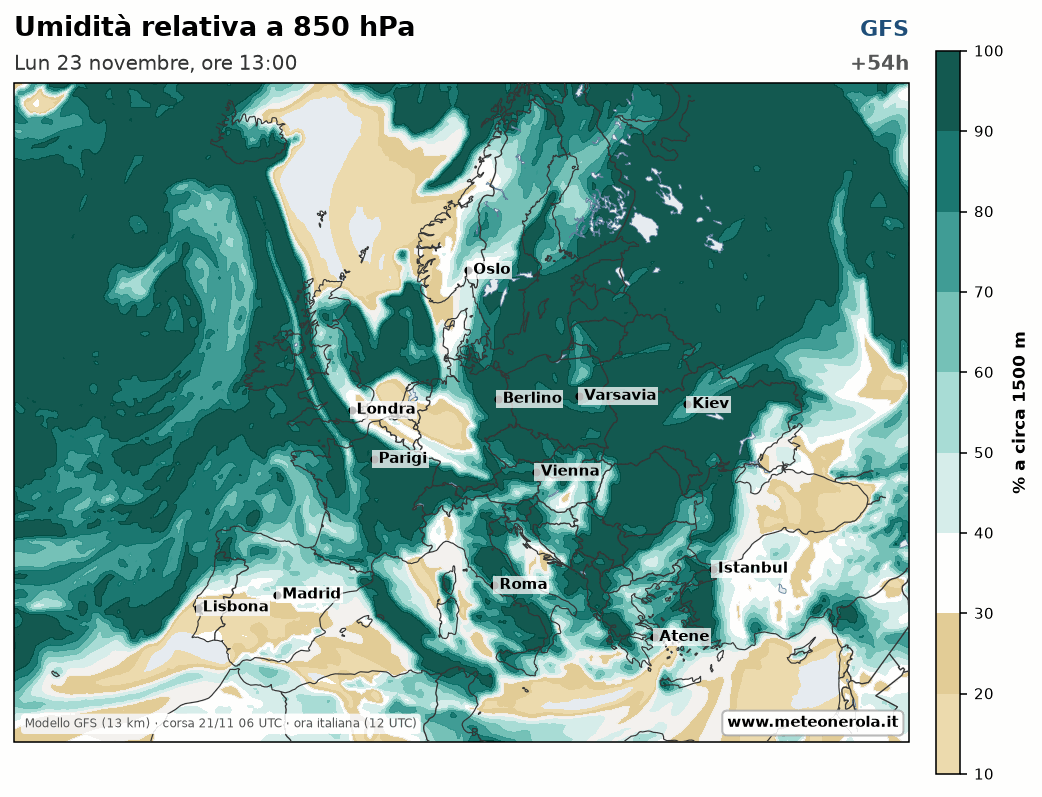 Umidità relativa a 850 hPa
GFS
Lun 23 novembre, ore 13:00
+54h
100
90
80
70
60
50
40
30
20
10
% a circa 1500 m
Oslo
Londra
Berlino
Varsavia
Kiev
Parigi
Vienna
Istanbul
Roma
Madrid
Lisbona
Atene
Modello GFS (13 km) · corsa 21/11 06 UTC · ora italiana (12 UTC)
www.meteonerola.it